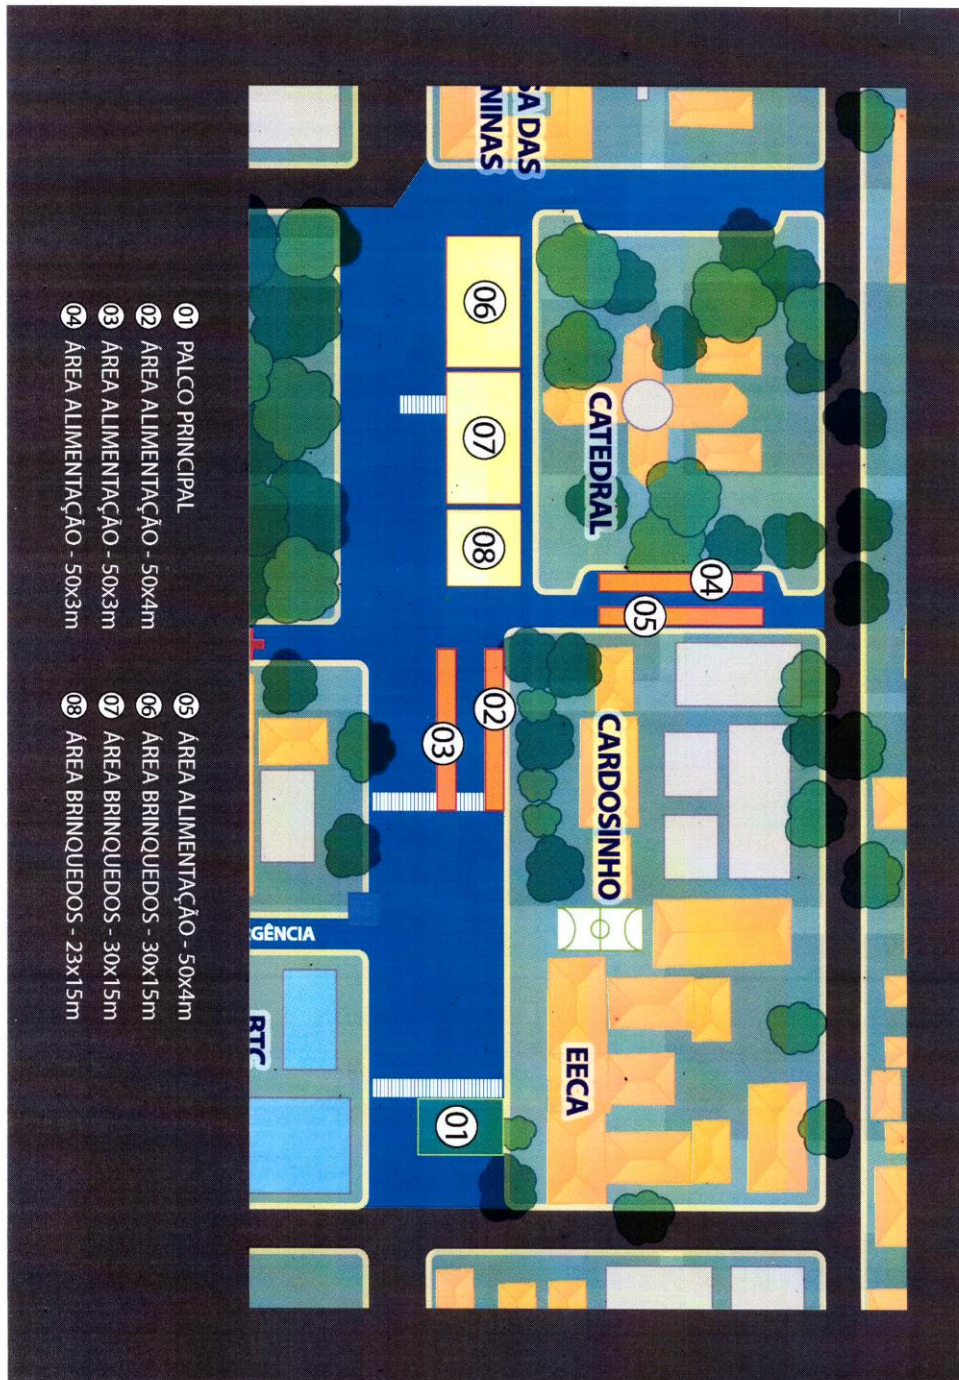 SA DAS
NINAS
CATEDRAL
CARDOSINHO
EECA
RTC
GÊNCIA
06
07
08
04
05
02
03
01
01 PALCO PRINCIPAL
02 ÁREA ALIMENTAÇÃO - 50x4m
03 ÁREA ALIMENTAÇÃO - 50x3m
04 ÁREA ALIMENTAÇÃO - 50x3m
05 ÁREA ALIMENTAÇÃO - 50x4m
06 ÁREA BRINQUEDOS - 30x15m
07 ÁREA BRINQUEDOS - 30x15m
08 ÁREA BRINQUEDOS - 23x15m